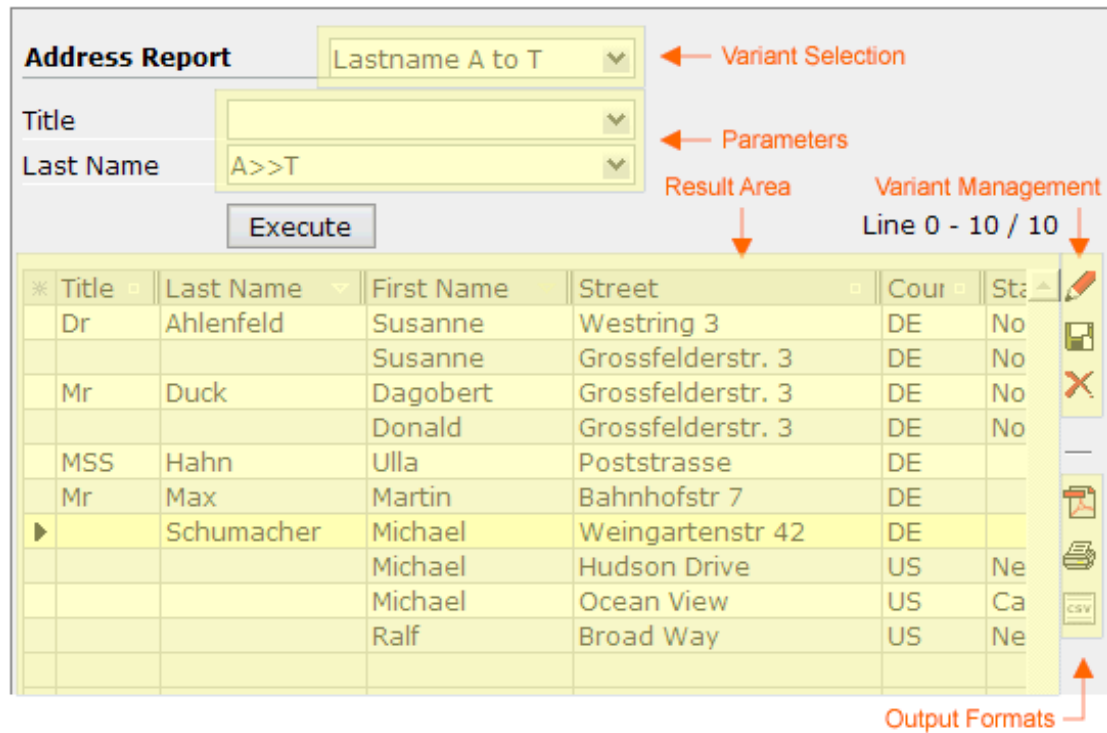 Address Report Lastname A to T Variant Selection
Title
Parameters
Last Name A>>T
Result Area Variant Management
Execute Line 0 - 10 / 10
Title Last Name First Name Street Cour Sta
Dr Ahlenfeld Susanne Westring 3 DE No
Susanne Grossfelderstr. 3 DE No
Mr Duck Dagobert Grossfelderstr. 3 DE No
Donald Grossfelderstr. 3 DE No
MSS Hahn Ulla Poststrasse DE
Mr Max Martin Bahnhofstr 7 DE
Schumacher Michael Weingartenstr 42 DE
Michael Hudson Drive US Ne
Michael Ocean View US Ca
CSV
Ralf Broad Way US Ne
Output Formats